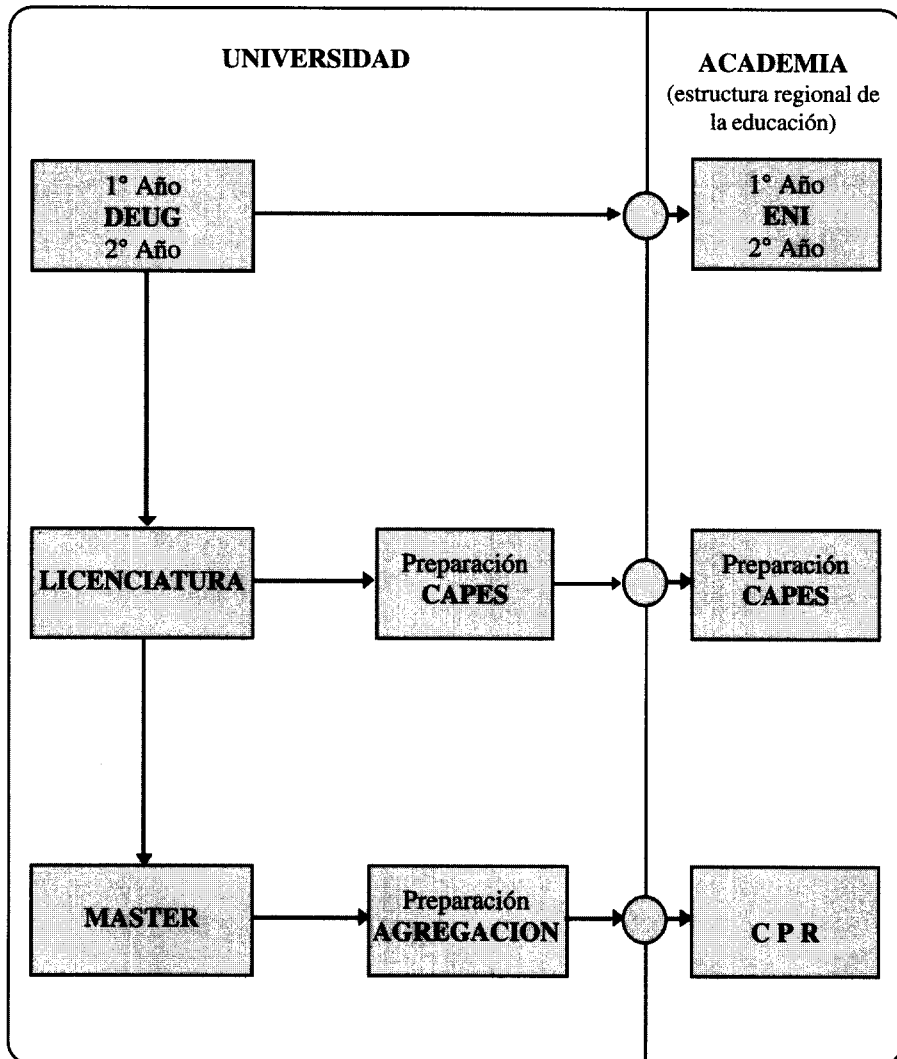 UNIVERSIDAD
ACADEMIA
(estructura regional de
la educación)
1° Año
DEUG
2° Año
1° Año
ENI
2° Año
LICENCIATURA
Preparación
CAPES
Preparación
CAPES
MASTER
Preparación
AGREGACION
C P R